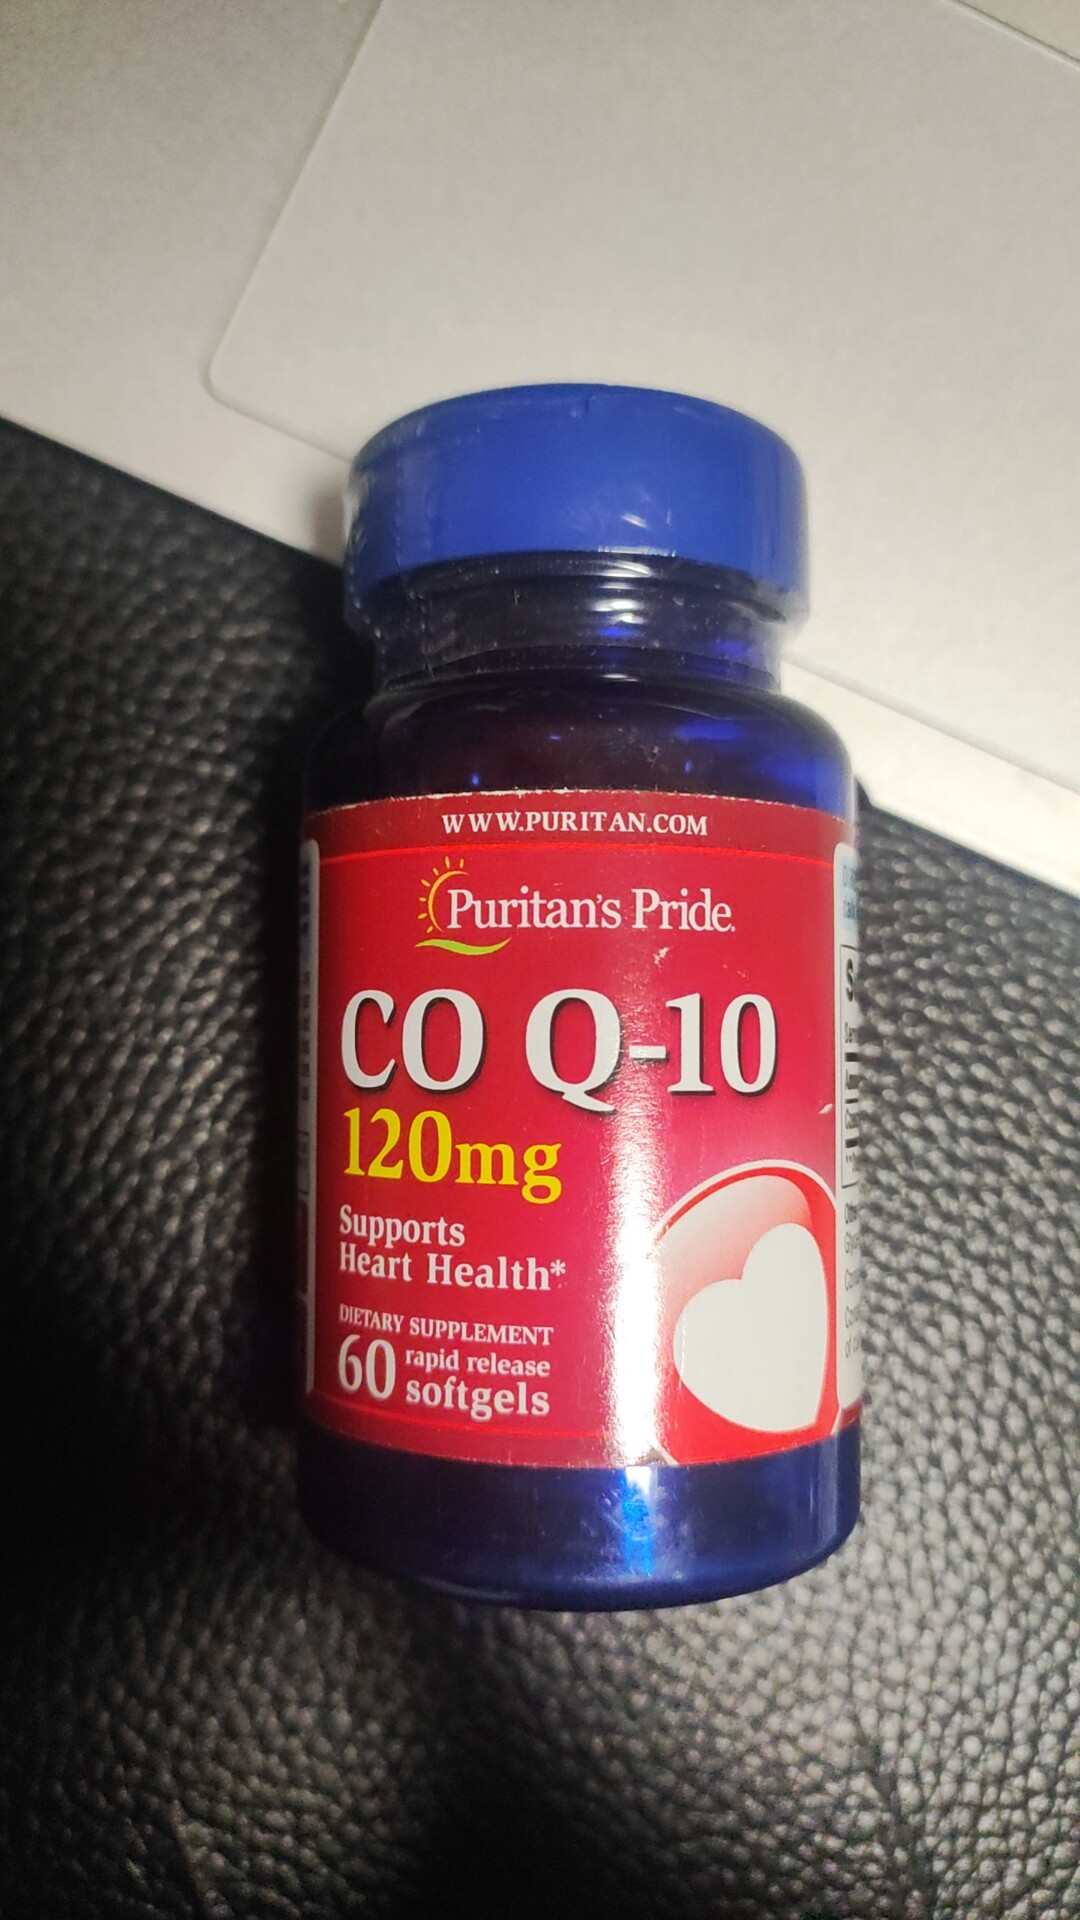 WWW.PURITAN.COM
Puritan's Pride®
CO Q-10
120mg
Supports
Heart Health*
DIETARY SUPPLEMENT
60 rapid release
softgels